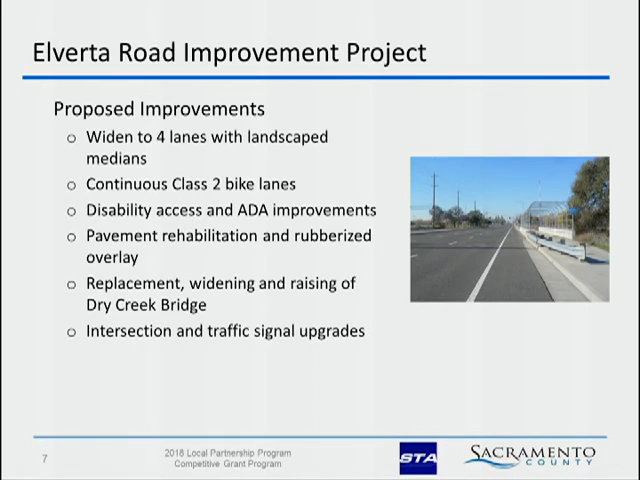 Elverta Road Improvement Project
Proposed Improvements
o Widen to 4 lanes with landscaped
medians
o Continuous Class 2 bike lanes
o Disability access and ADA improvements
o Pavement rehabilitation and rubberized
overlay
o Replacement, widening and raising of
Dry Creek Bridge
o Intersection and traffic signal upgrades
7
2018 Local Partnership Program
Competitive Grant Program
STA
SACRAMENTO
COUNTY